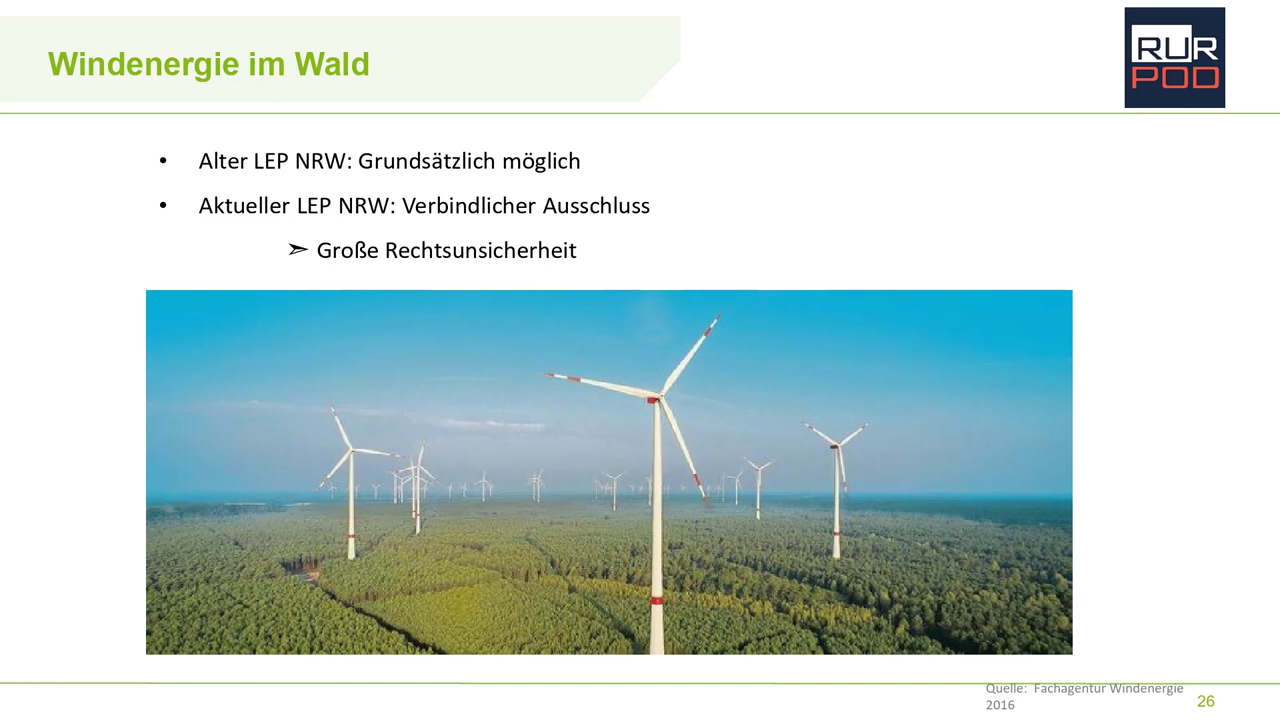 Windenergie im Wald
RUR
POD
• Alter LEP NRW: Grundsätzlich möglich
• Aktueller LEP NRW: Verbindlicher Ausschluss
➣ Große Rechtsunsicherheit
Quelle: Fachagentur Windenergie
2016
26